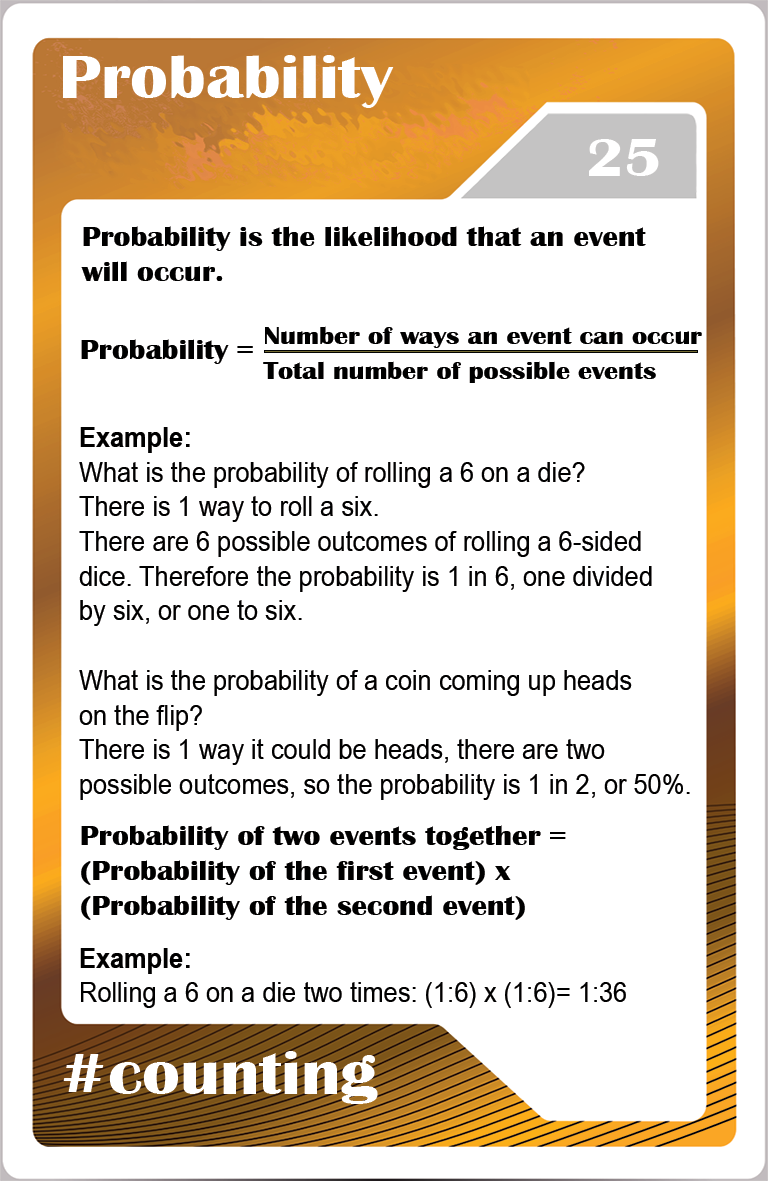 Probability
25
Probability is the likelihood that an event
will occur.
Probability = Number of ways an event can occur
Total number of possible events
Example:
What is the probability of rolling a 6 on a die?
There is 1 way to roll a six.
There are 6 possible outcomes of rolling a 6-sided
dice. Therefore the probability is 1 in 6, one divided
by six, or one to six.
What is the probability of a coin coming up heads
on the flip?
There is 1 way it could be heads, there are two
possible outcomes, so the probability is 1 in 2, or 50%.
Probability of two events together =
(Probability of the first event) x
(Probability of the second event)
Example:
Rolling a 6 on a die two times: (1:6) x (1:6)= 1:36
#counting